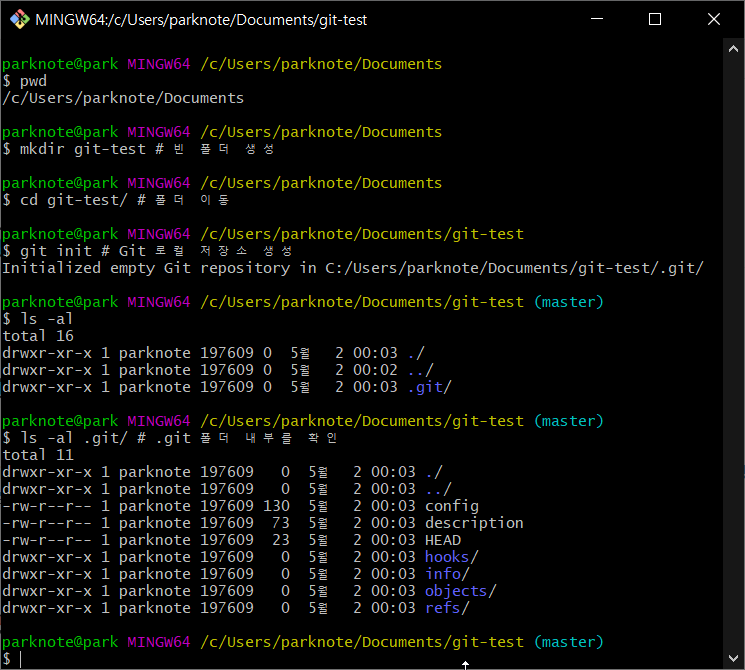 MINGW64:/c/Users/parknote/Documents/git-test
parknote@park MINGW64 /c/Users/parknote/Documents
$ pwd
/c/Users/parknote/Documents
parknote@park MINGW64 /c/Users/parknote/Documents
$ mkdir git-test # 빈 폴더 생성
parknote@park MINGW64 /c/Users/parknote/Documents
$ cd git-test/ # 폴더 이동
parknote@park MINGW64 /c/Users/parknote/Documents/git-test
$ git init # Git 로컬 저장소 생성
Initialized empty Git repository in C:/Users/parknote/Documents/git-test/.git/
parknote@park MINGW64 /c/Users/parknote/Documents/git-test (master)
$ ls -al
total 16
drwxr-xr-x 1 parknote 197609 0 5월 2 00:03 ./
drwxr-xr-x 1 parknote 197609 0 5월 2 00:02 ../
drwxr-xr-x 1 parknote 197609 0 5월 2 00:03 .git/
parknote@park MINGW64 /c/Users/parknote/Documents/git-test (master)
$ ls -al .git/ # .git 폴더 내부를 확인
total 11
drwxr-xr-x 1 parknote 197609 0 5월 2 00:03 ./
drwxr-xr-x 1 parknote 197609 0 5월 2 00:03 ../
-rw-r--r-- 1 parknote 197609 130 5월 2 00:03 config
-rw-r--r-- 1 parknote 197609 73 5월 2 00:03 description
-rw-r--r-- 1 parknote 197609 23 5월 2 00:03 HEAD
drwxr-xr-x 1 parknote 197609 0 5월 2 00:03 hooks/
drwxr-xr-x 1 parknote 197609 0 5월 2 00:03 info/
drwxr-xr-x 1 parknote 197609 0 5월 2 00:03 objects/
drwxr-xr-x 1 parknote 197609 0 5월 2 00:03 refs/
parknote@park MINGW64 /c/Users/parknote/Documents/git-test (master)
$